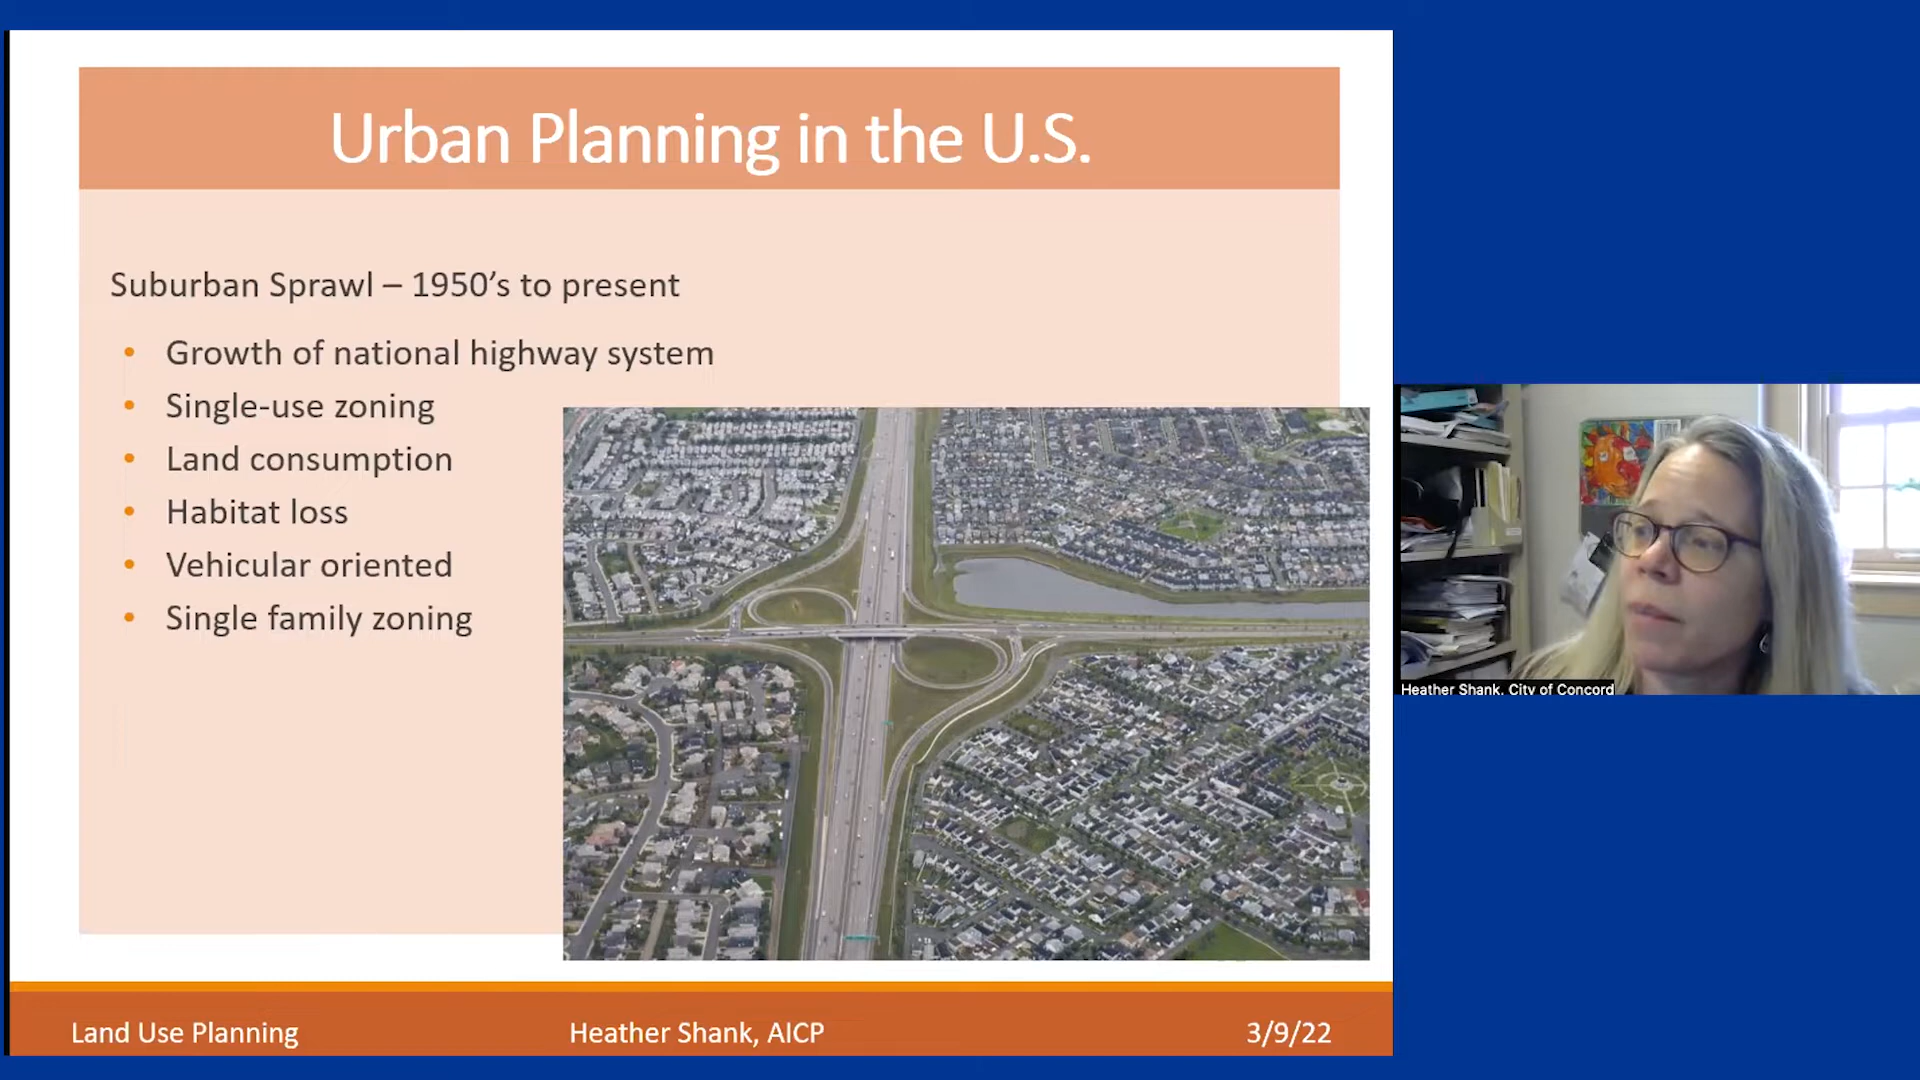 Urban Planning in the U.S.
Suburban Sprawl – 1950’s to present
• Growth of national highway system
• Single-use zoning
• Land consumption
• Habitat loss
• Vehicular oriented
• Single family zoning
Heather Shank, City of Concord
Land Use Planning
Heather Shank, AICP
3/9/22